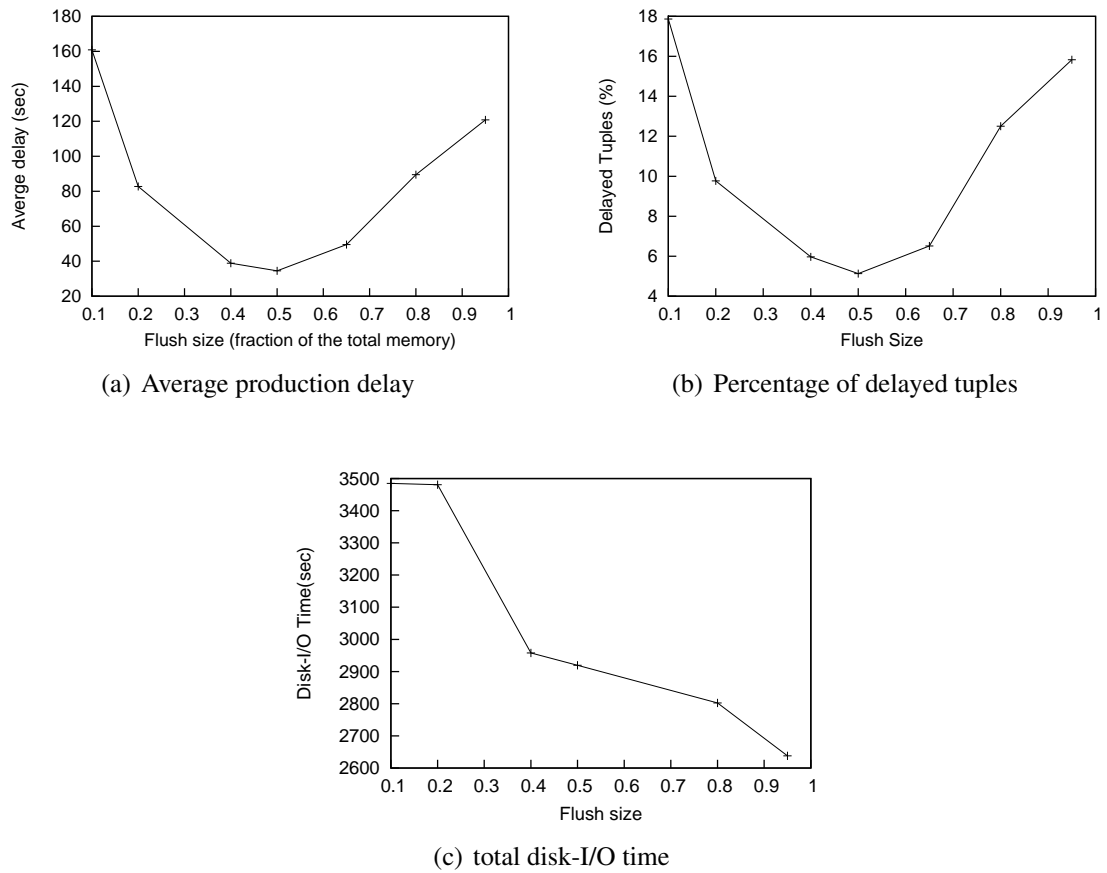 180
160
140
120
100
80
60
40
20
Averge delay (sec)
0.1 0.2 0.3 0.4 0.5 0.6 0.7 0.8 0.9 1
Flush size (fraction of the total memory)
(a) Average production delay
18
16
14
12
10
8
6
4
Delayed Tuples (%)
0.1 0.2 0.3 0.4 0.5 0.6 0.7 0.8 0.9 1
Flush Size
(b) Percentage of delayed tuples
3500
3400
3300
3200
3100
3000
2900
2800
2700
2600
Disk-I/O Time(sec)
0.1 0.2 0.3 0.4 0.5 0.6 0.7 0.8 0.9 1
Flush size
(c) total disk-I/O time